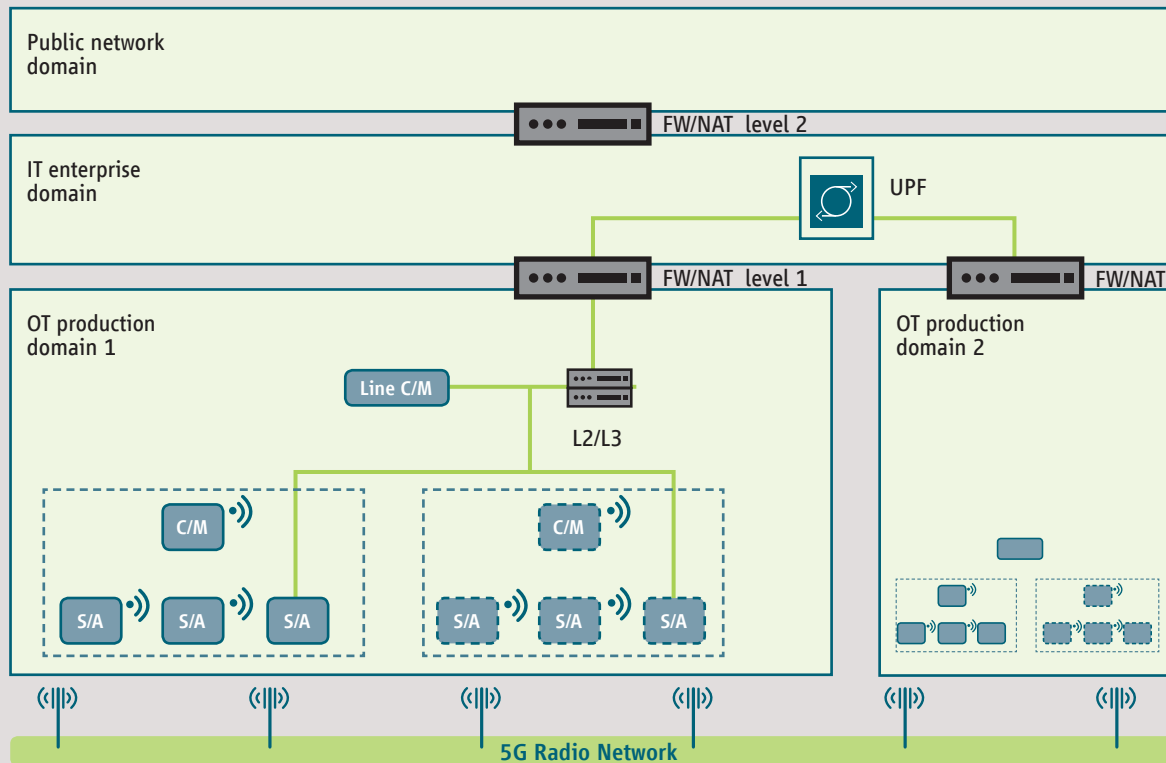 Public network
domain
FW/NAT level 2
IT enterprise
domain
UPF
FW/NAT level 1
FW/NAT
OT production
domain 1
OT production
domain 2
Line C/M
L2/L3
C/M
C/M
S/A
S/A
S/A
S/A
S/A
S/A
5G Radio Network